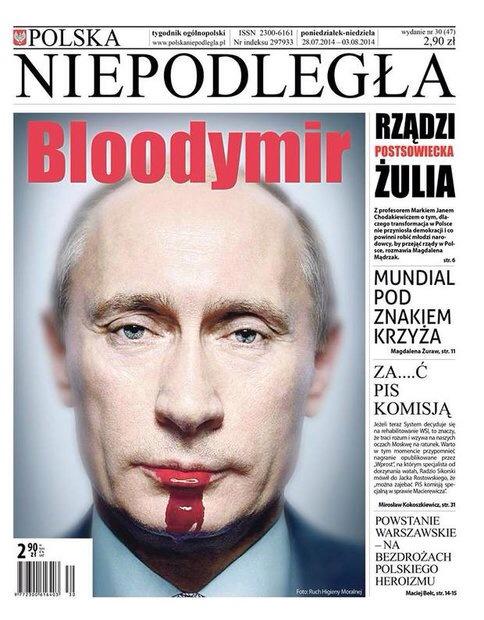 POLSKA
tygodnik ogólnopolski
www.polskaniepodlegla.pl
ISSN 2300-6161
Nr indeksu 297933
poniedziałek-niedziela
28.07.2014 - 03.08.2014
wydanie nr 30 (47)
2,90 zł
NIEPODLEGŁA
Bloodymir
RZĄDZI
POSTSOWIECKA
ŻULIA
Z profesorem Markiem Janem
Chodakiewiczem o tym, dla-
czego transformacja w Polsce
nie przyniosła demokracji i co
powinni robić młodzi naro-
dowcy, by przejąć rządy w Pol-
sce, rozmawia Magdalena
Mądrzak.
str. 6
MUNDIAL
POD
ZNAKIEM
KRZYŻA
Magdalena Żuraw, str. 11
ZA....Ć
PIS
KOMISJĄ
Jeżeli teraz System decyduje się
na rehabilitowanie WSI, to znaczy,
że traci rozum i wzywa na naszych
oczach Moskwę na ratunek. Warto
w tym momencie przypomnieć
nagranie opublikowane przez
„Wprost”, na którym specjalista od
dorzynania watah, Radzio Sikorski
mówił do Jacka Rostowskiego, że
„można zajebać PiS komisją spe-
cjalną w sprawie Macierewicza”.
Mirosław Kokoszkiewicz, str. 31
POWSTANIE
WARSZAWSKIE
– NA
BEZDROŻACH
POLSKIEGO
HEROIZMU
Maciej Bełc, str. 14-15
2 90
zł
Foto: Ruch Higieny Moralnej